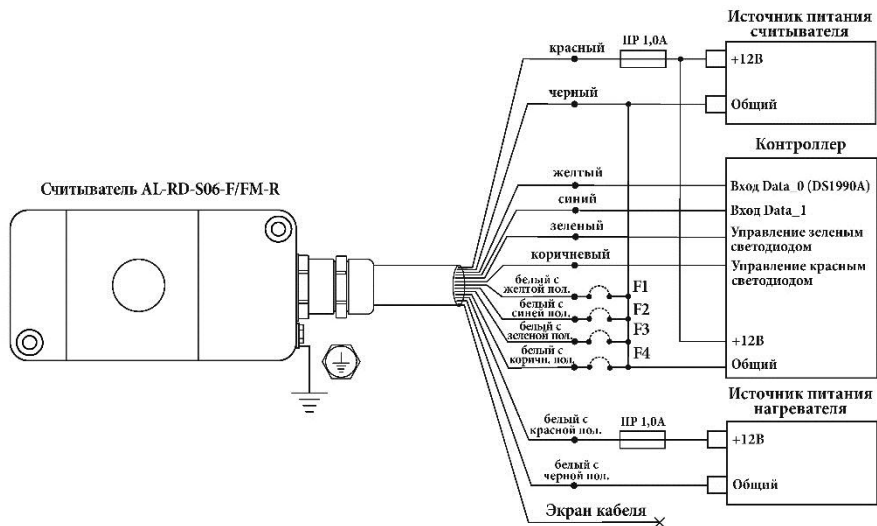 Источник питания
считывателя
красный
ПР 1,0А
+12В
черный
Общий
Контроллер
Считыватель AL-RD-S06-F/FM-R
желтый
Вход Data_0 (DS1990A)
синий
Вход Data_1
зеленый
Управление зеленым
светодиодом
коричневый
Управление красным
светодиодом
белый с
желтой пол.
F1
белый с
синей пол.
F2
белый с
зеленой пол.
F3
белый с
коричн. пол.
F4
+12В
Общий
Источник питания
нагревателя
белый с
красной пол.
ПР 1,0А
+12В
белый с
черной пол.
Общий
Экран кабеля